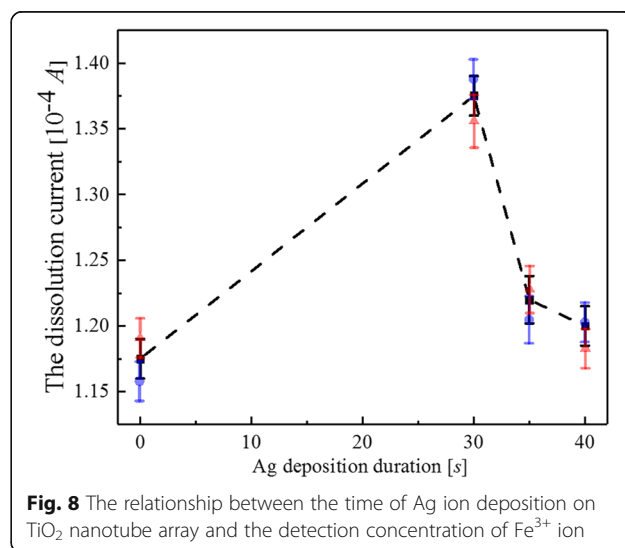 The dissolution current [10⁻⁴ A]
1.40
1.35
1.30
1.25
1.20
1.15
0 10 20 30 40
Ag deposition duration [s]
Fig. 8 The relationship between the time of Ag ion deposition on
TiO₂ nanotube array and the detection concentration of Fe³⁺ ion